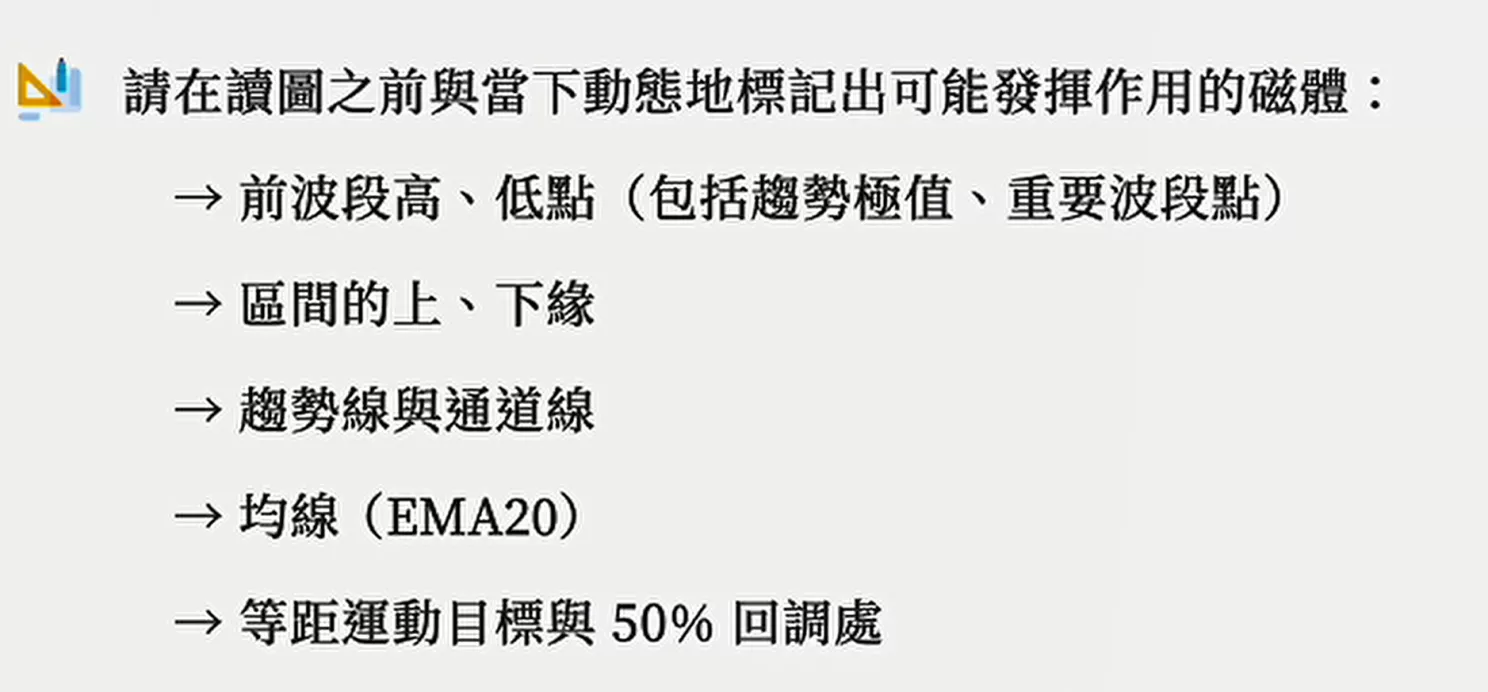 請在讀圖之前與當下動態地標記出可能發揮作用的磁體：
→ 前波段高、低點（包括趨勢極值、重要波段點）
→ 區間的上、下緣
→ 趨勢線與通道線
→ 均線（EMA20）
→ 等距運動目標與 50% 回調處